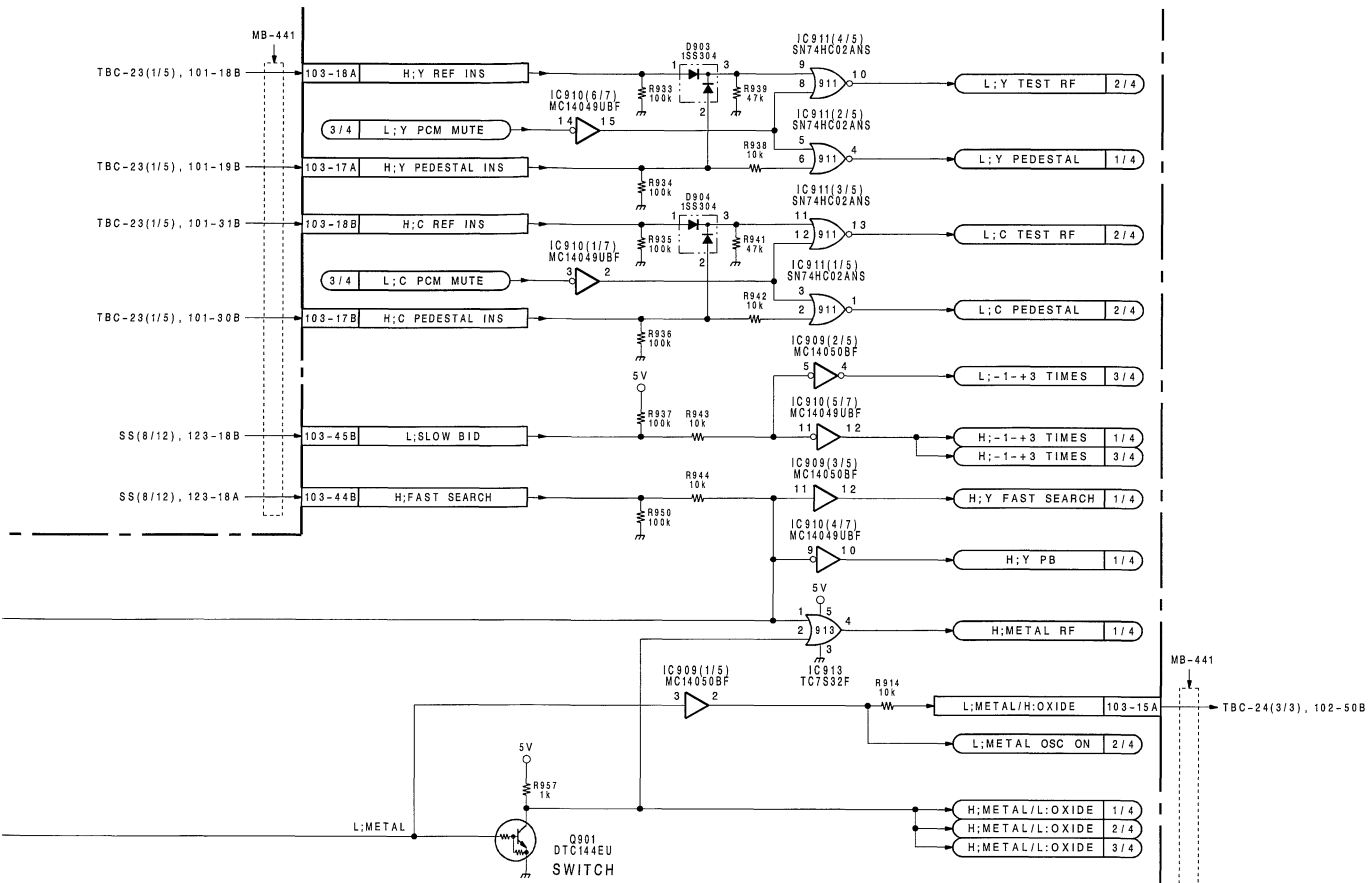 MB-441
TBC-23(1/5), 101-18B
103-18A H;Y REF INS
D903
1SS304
1 3
2
R933
100k
R939
47k
IC911(4/5)
SN74HC02ANS
9
8
911
10
L;Y TEST RF 2/4
3/4 L;Y PCM MUTE
IC910(6/7)
MC14049UBF
14 15
IC911(2/5)
SN74HC02ANS
5
6
911
4
L;Y PEDESTAL 1/4
TBC-23(1/5), 101-19B
103-17A H;Y PEDESTAL INS
R938
10k
R934
100k
TBC-23(1/5), 101-31B
103-18B H;C REF INS
D904
1SS304
1 3
2
R935
100k
R941
47k
IC911(3/5)
SN74HC02ANS
11
12
911
13
L;C TEST RF 2/4
3/4 L;C PCM MUTE
IC910(1/7)
MC14049UBF
3 2
IC911(1/5)
SN74HC02ANS
3
2
911
1
L;C PEDESTAL 2/4
TBC-23(1/5), 101-30B
103-17B H;C PEDESTAL INS
R942
10k
R936
100k
IC909(2/5)
MC14050BF
5 4
L;-1-+3 TIMES 3/4
5V
R937
100k
R943
10k
SS(8/12), 123-18B
103-45B L;SLOW BID
IC910(5/7)
MC14049UBF
11 12
H;-1-+3 TIMES 1/4
H;-1-+3 TIMES 3/4
SS(8/12), 123-18A
103-44B H;FAST SEARCH
R944
10k
R950
100k
IC909(3/5)
MC14050BF
11 12
H;Y FAST SEARCH 1/4
IC910(4/7)
MC14049UBF
9 10
H;Y PB 1/4
5V
1 5
2 913 4
3
IC913
TC7S32F
H;METAL RF 1/4
MB-441
IC909(1/5)
MC14050BF
3 2
R914
10k
L;METAL/H:OXIDE 103-15A
TBC-24(3/3), 102-50B
L;METAL OSC ON 2/4
5V
R957
1k
L;METAL
Q901
DTC144EU
SWITCH
H;METAL/L:OXIDE 1/4
H;METAL/L:OXIDE 2/4
H;METAL/L:OXIDE 3/4